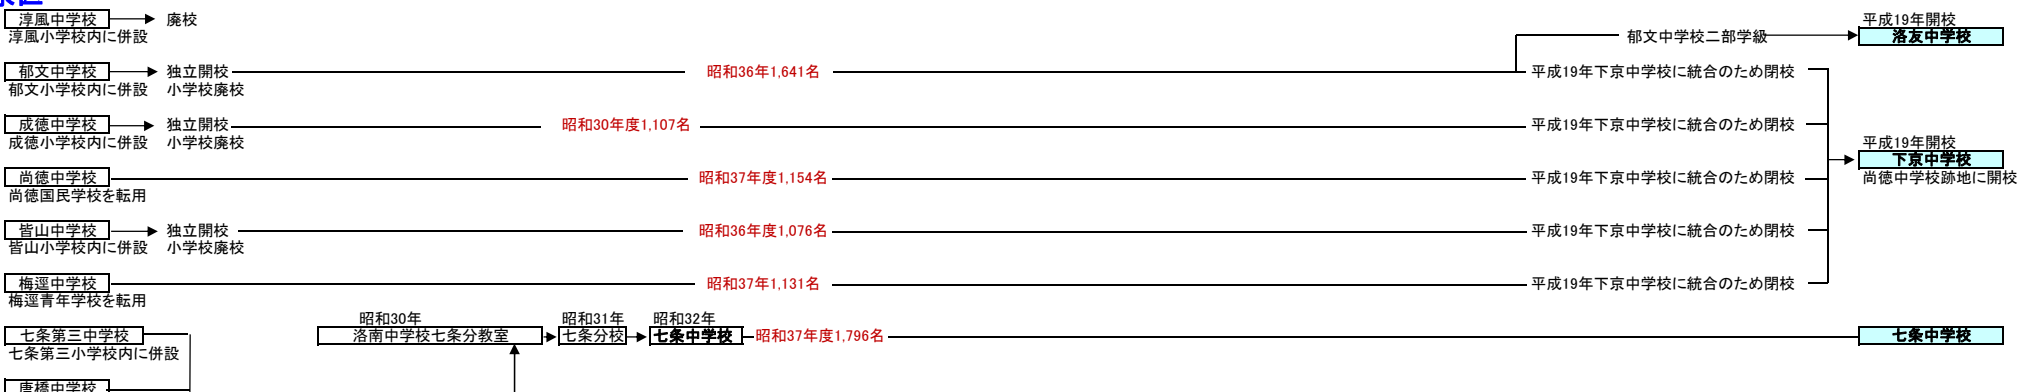 淳風中学校 廃校 平成19年開校
淳風小学校内に併設 郁文中学校二部学級 洛友中学校
郁文中学校 独立開校 昭和36年1,641名 平成19年下京中学校に統合のため閉校
郁文小学校内に併設 小学校廃校
成徳中学校 独立開校 昭和30年度1,107名 平成19年下京中学校に統合のため閉校
成徳小学校内に併設 小学校廃校 平成19年開校
下京中学校
尚徳中学校 昭和37年度1,154名 平成19年下京中学校に統合のため閉校 尚徳中学校跡地に開校
尚徳国民学校を転用
皆山中学校 独立開校 昭和36年度1,076名 平成19年下京中学校に統合のため閉校
皆山小学校内に併設 小学校廃校
梅逕中学校 昭和37年1,131名 平成19年下京中学校に統合のため閉校
梅逕青年学校を転用
昭和30年 昭和31年 昭和32年
七条第三中学校 洛南中学校七条分教室 七条分校 七条中学校 昭和37年度1,796名 七条中学校
七条第三小学校内に併設
唐橋中学校